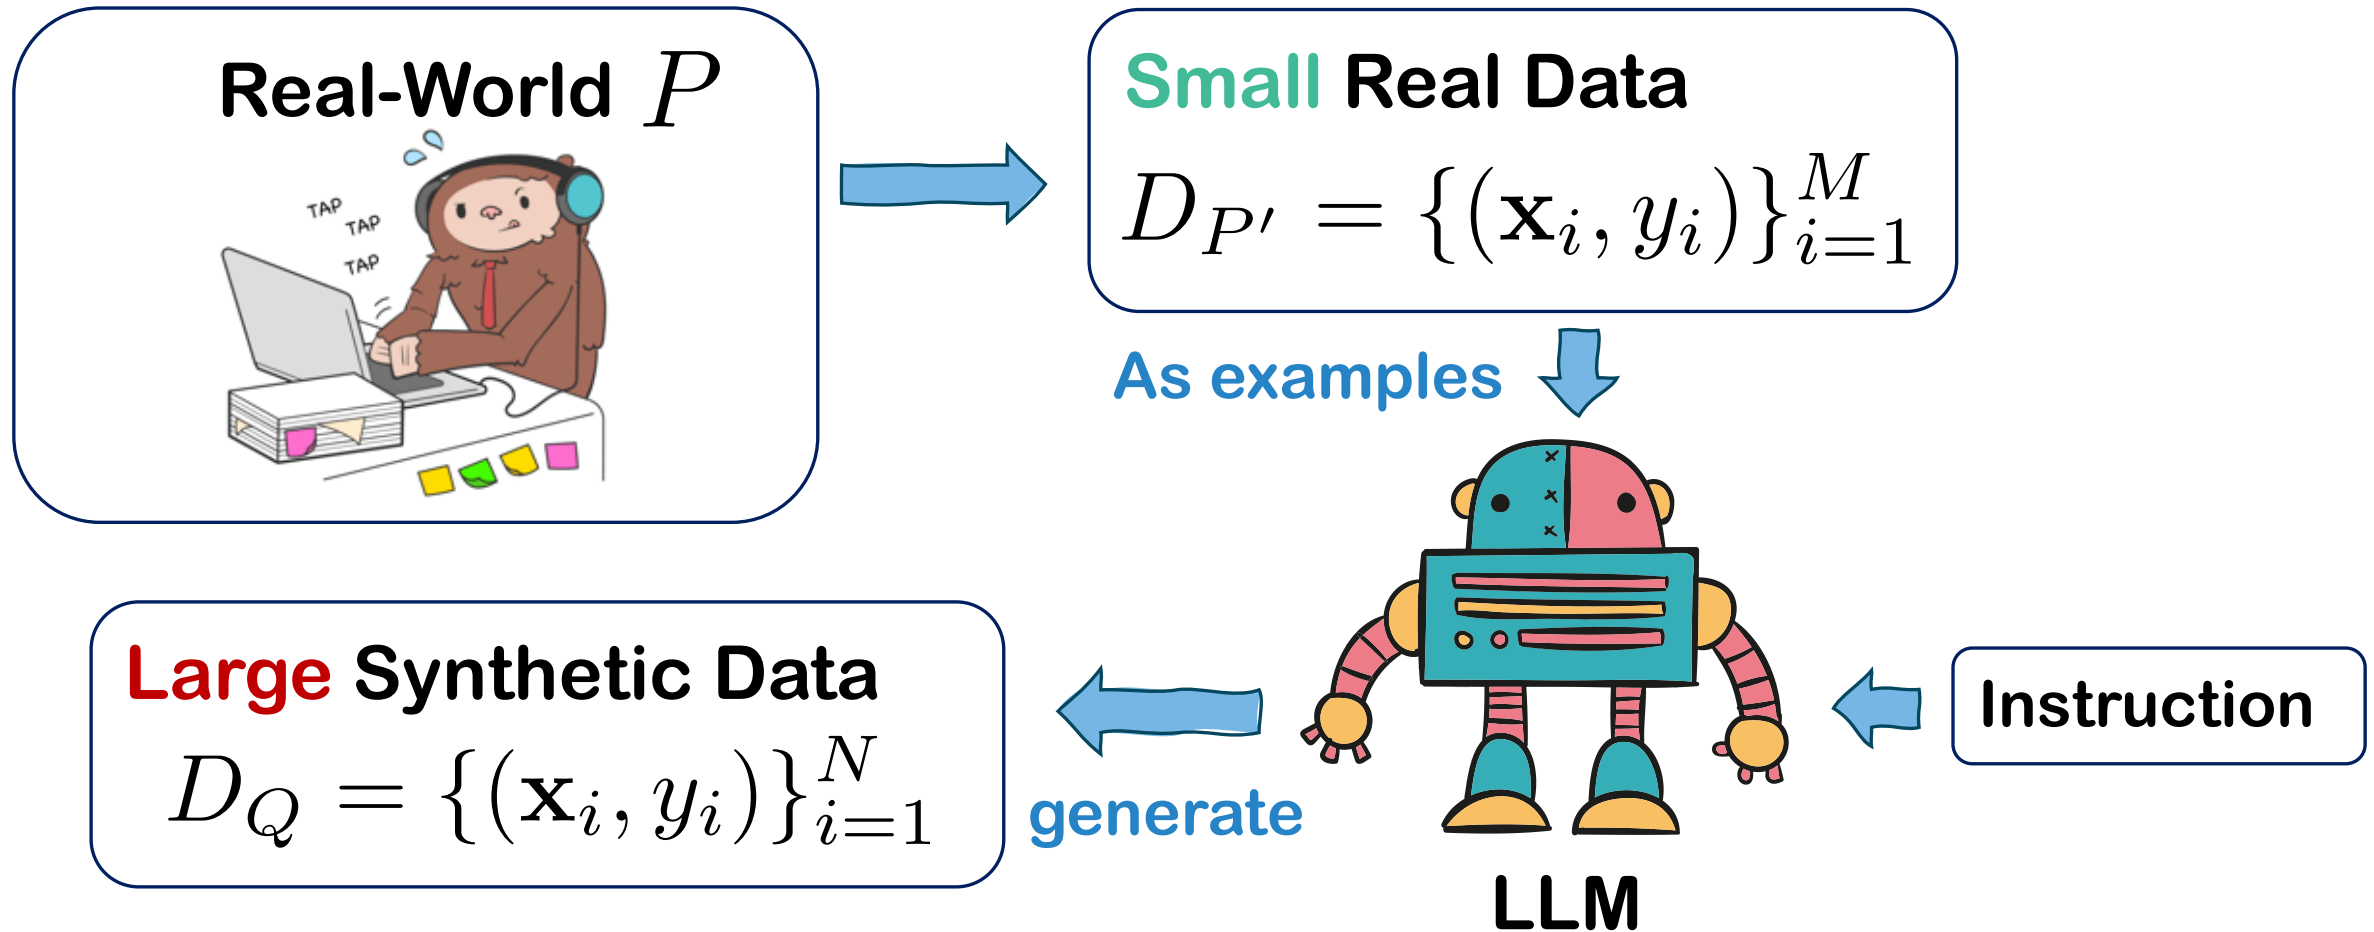 Real-World P
TAP
TAP
TAP
Small Real Data
D_{P'} = {(x_i, y_i)}_{i=1}^{M}
As examples
Large Synthetic Data
D_Q = {(x_i, y_i)}_{i=1}^{N}
generate
Instruction
LLM